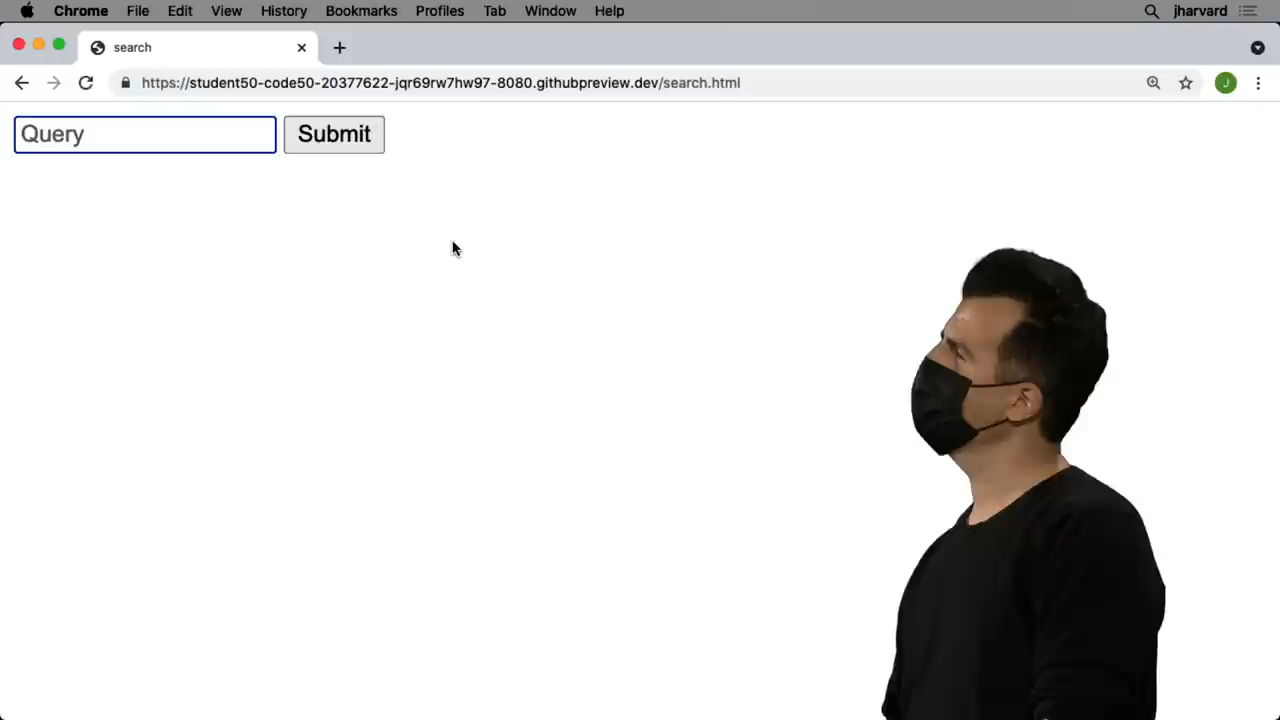 Chrome File Edit View History Bookmarks Profiles Tab Window Help jharvard
search
https://student50-code50-20377622-jqr69rw7hw97-8080.githubpreview.dev/search.html J
Query Submit